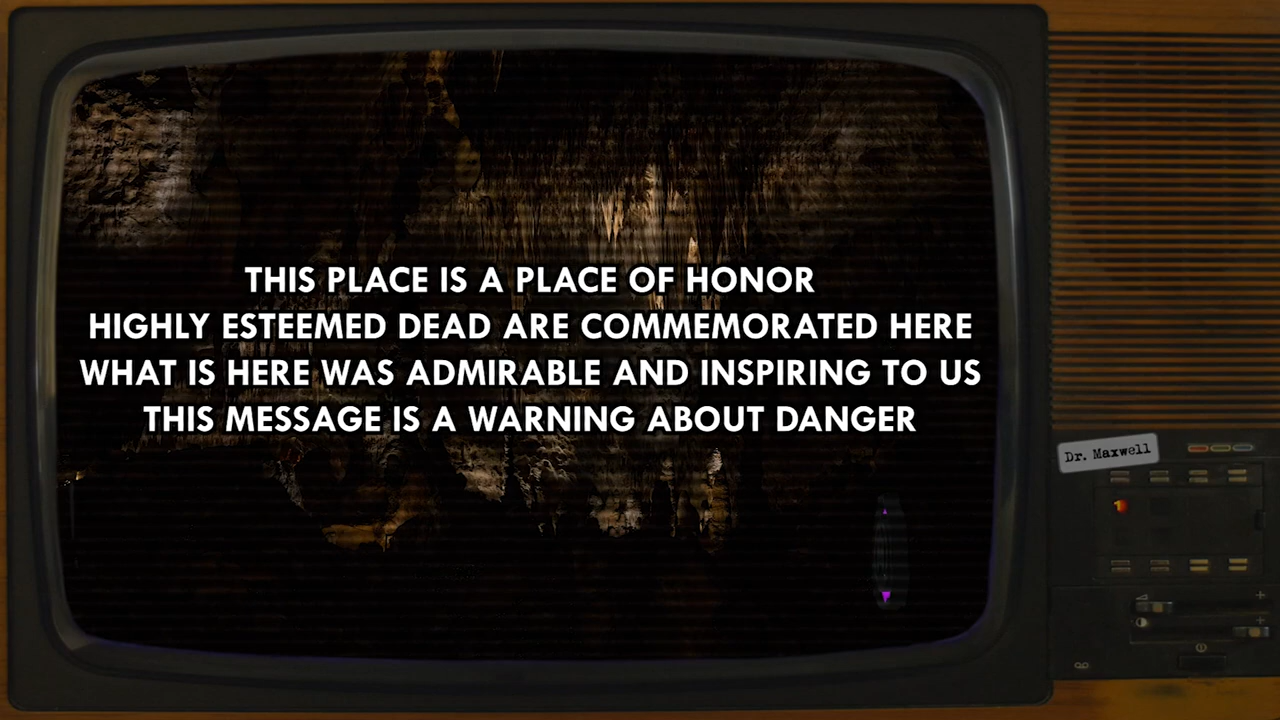 THIS PLACE IS A PLACE OF HONOR
HIGHLY ESTEEMED DEAD ARE COMMEMORATED HERE
WHAT IS HERE WAS ADMIRABLE AND INSPIRING TO US
THIS MESSAGE IS A WARNING ABOUT DANGER
Dr. Maxwell